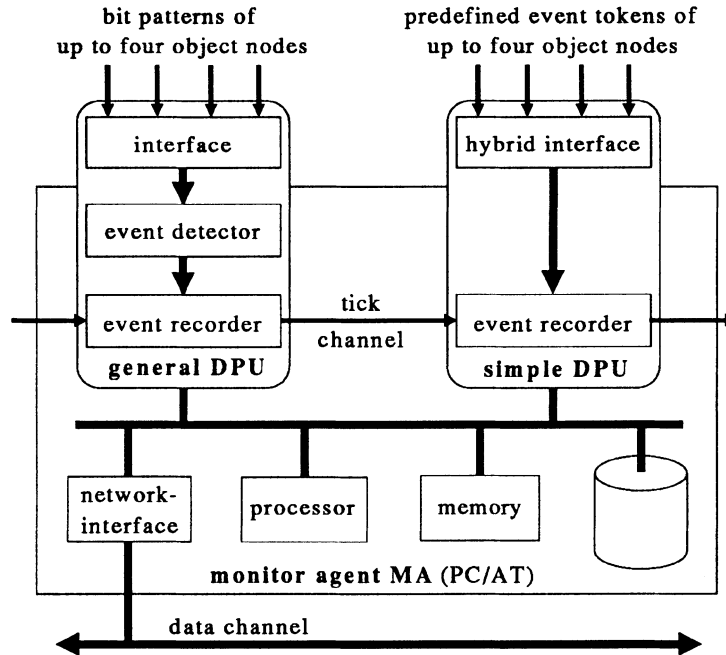 bit patterns of
up to four object nodes
predefined event tokens of
up to four object nodes
interface
hybrid interface
event detector
event recorder
tick
channel
event recorder
general DPU
simple DPU
network-
interface
processor
memory
monitor agent MA (PC/AT)
data channel